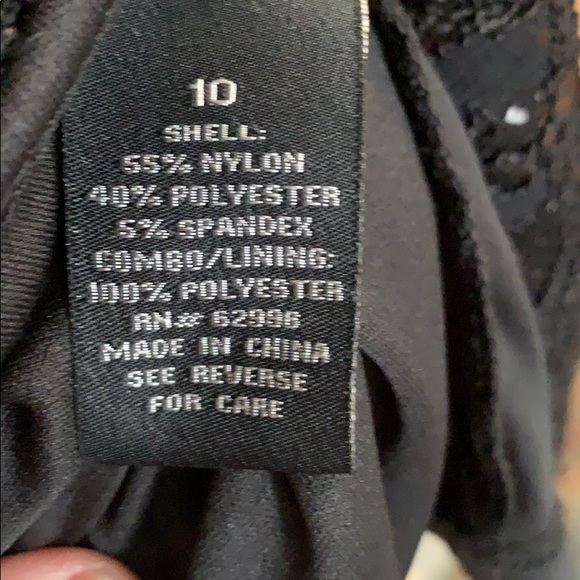 10
SHELL:
55% NYLON
40% POLYESTER
5% SPANDEX
COMBO/LINING:
100% POLYESTER
RN# 62996
MADE IN CHINA
SEE REVERSE
FOR CARE